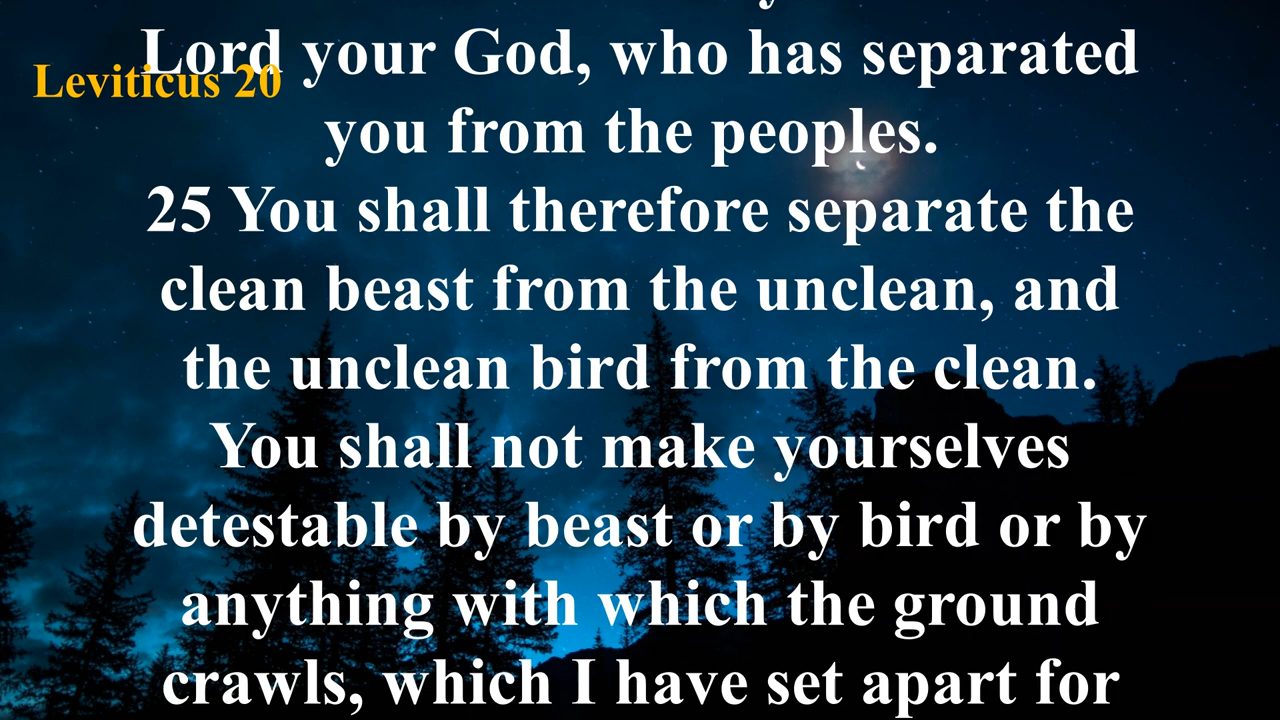 Lord your God, who has separated
Leviticus 20
you from the peoples.
25 You shall therefore separate the
clean beast from the unclean, and
the unclean bird from the clean.
You shall not make yourselves
detestable by beast or by bird or by
anything with which the ground
crawls, which I have set apart for